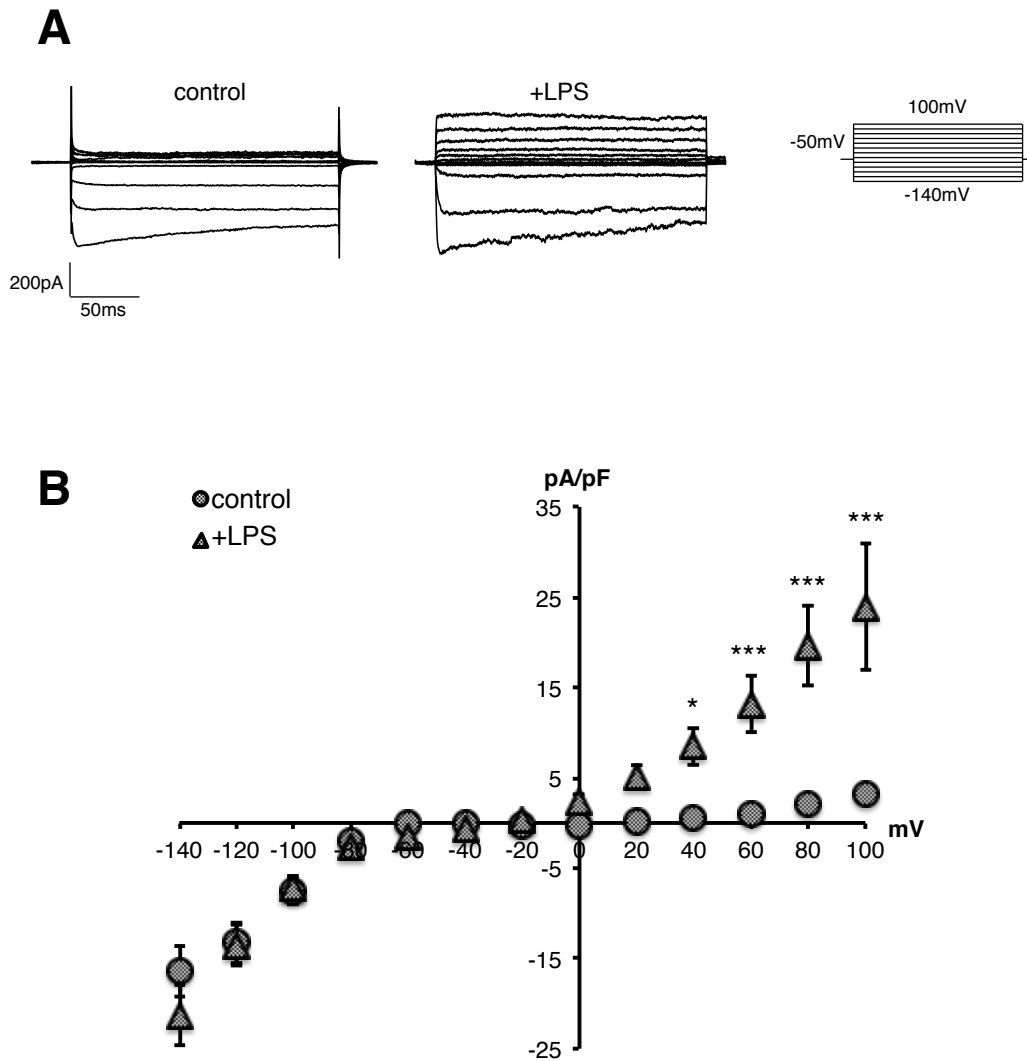 A
control
+LPS
100mV
-50mV
-140mV
200pA
50ms
B
pA/pF
control
+LPS
35
***
***
25
***
15
*
5
mV
-140 -120 -100 -80 -60 -40 -20 0 20 40 60 80 100
-5
-15
-25